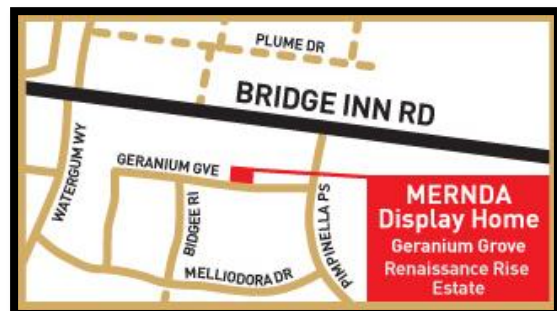 PLUME DR
BRIDGE INN RD
WATERGUM WY
GERANIUM GVE
BIDGEE RI
MELLIODORA DR
PIMPINELLA PS
MERNDA
Display Home
Geranium Grove
Renaissance Rise
Estate